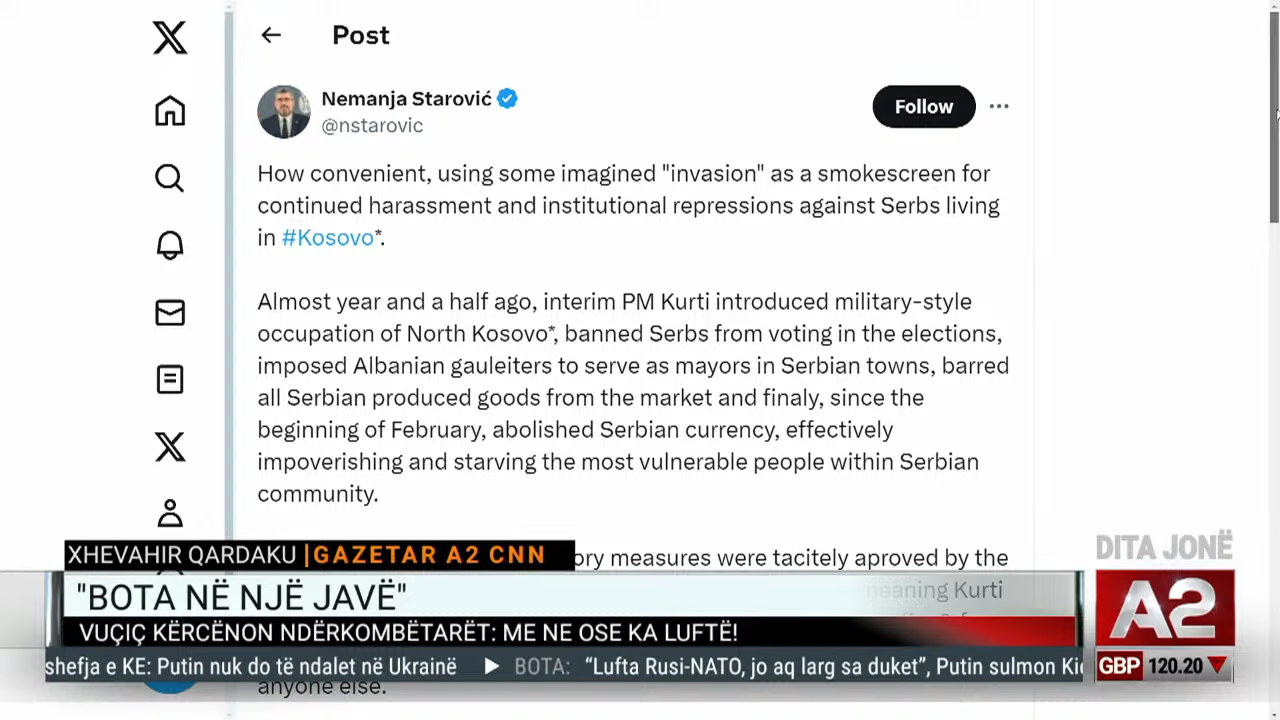 Post
Nemanja Starović
@nstarovic
Follow
How convenient, using some imagined "invasion" as a smokescreen for
continued harassment and institutional repressions against Serbs living
in #Kosovo*.
Almost year and a half ago, interim PM Kurti introduced military-style
occupation of North Kosovo*, banned Serbs from voting in the elections,
imposed Albanian gauleiters to serve as mayors in Serbian towns, barred
all Serbian produced goods from the market and finaly, since the
beginning of February, abolished Serbian currency, effectively
impoverishing and starving the most vulnerable people within Serbian
community.
ory measures were tacitely aproved by the
meaning Kurti
anyone else.
XHEVAHIR QARDAKU |GAZETAR A2 CNN
"BOTA NË NJË JAVË"
VUÇIÇ KËRCËNON NDËRKOMBËTARËT: ME NE OSE KA LUFTË!
shefja e KE: Putin nuk do të ndalet në Ukrainë ▶ BOTA: “Lufta Rusi-NATO, jo aq larg sa duket”, Putin sulmon Kie
DITA JONË
A2
GBP 120.20